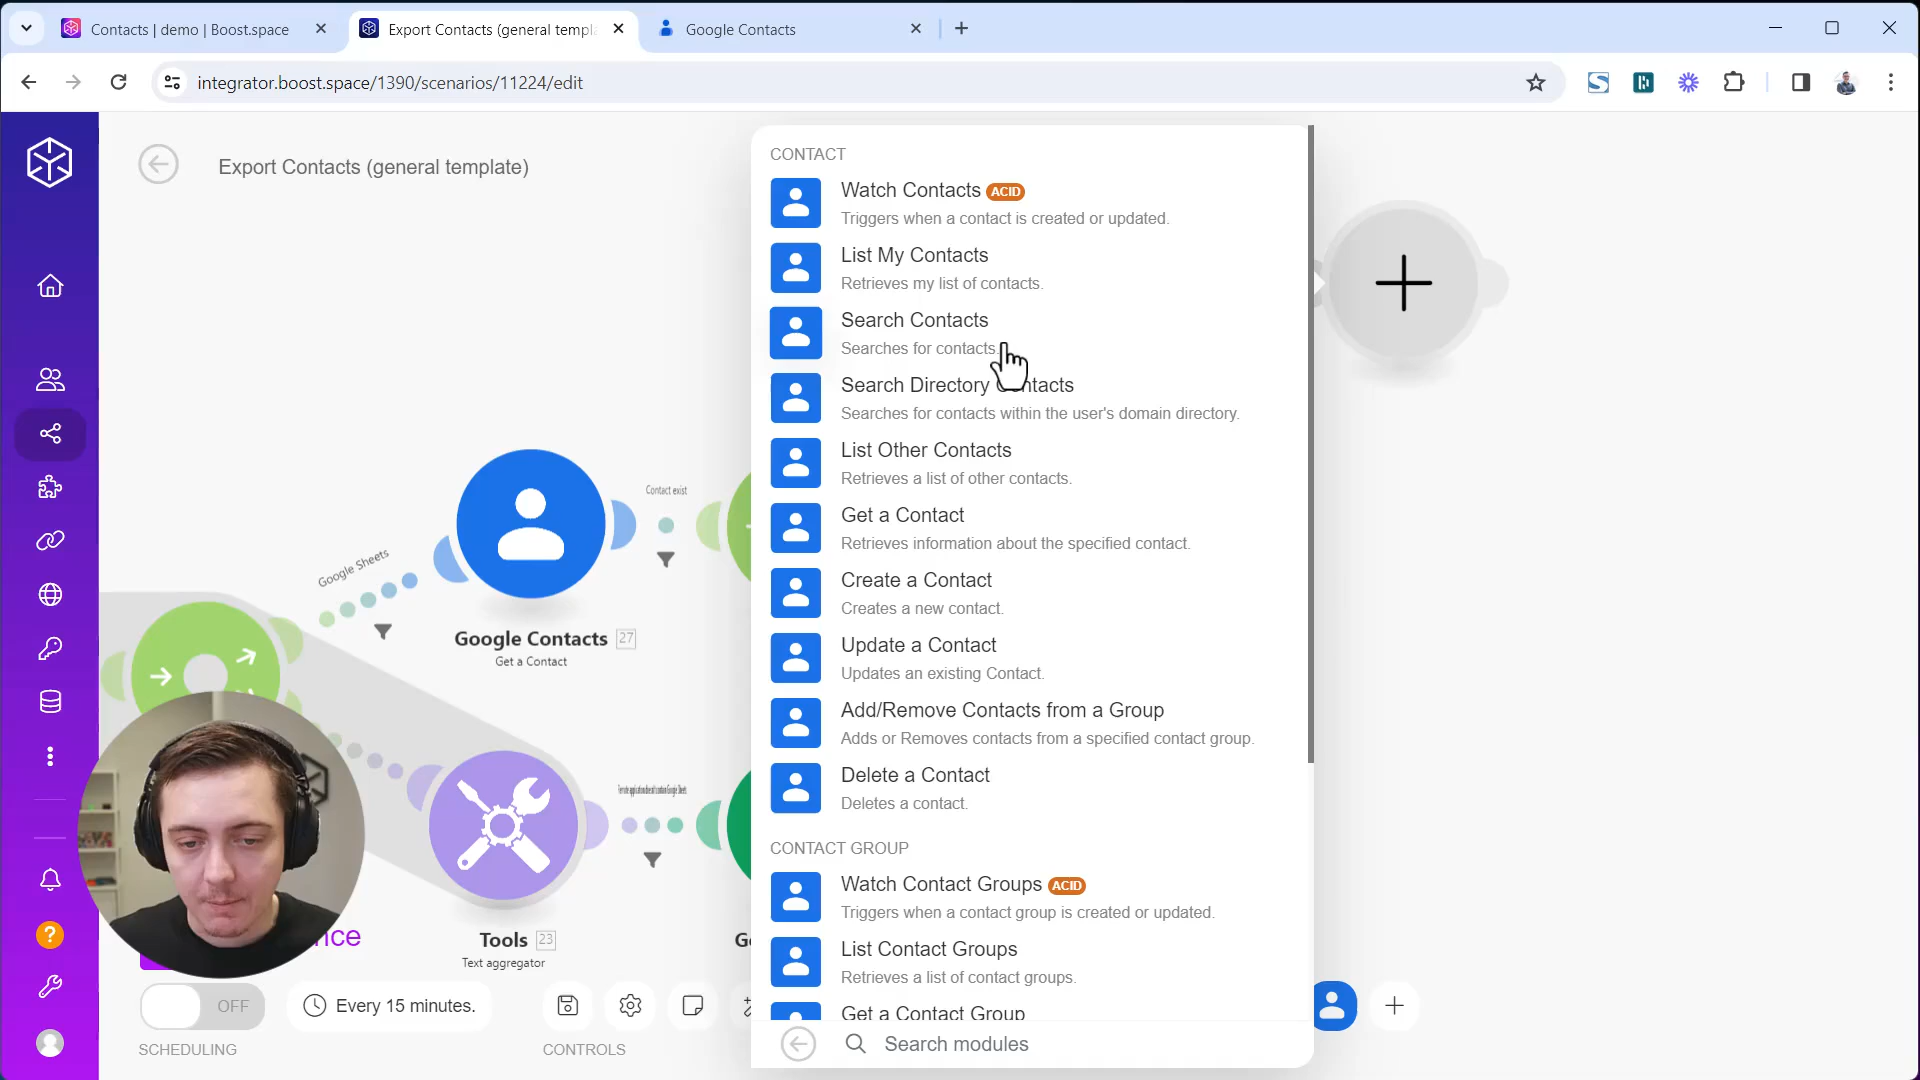 Contacts | demo | Boost.space
Export Contacts (general templ
Google Contacts
integrator.boost.space/1390/scenarios/11224/edit
Export Contacts (general template)
CONTACT
Watch Contacts ACID
Triggers when a contact is created or updated.
List My Contacts
Retrieves my list of contacts.
Search Contacts
Searches for contacts.
Search Directory Contacts
Searches for contacts within the user's domain directory.
List Other Contacts
Retrieves a list of other contacts.
Get a Contact
Retrieves information about the specified contact.
Create a Contact
Creates a new contact.
Update a Contact
Updates an existing Contact.
Add/Remove Contacts from a Group
Adds or Removes contacts from a specified contact group.
Delete a Contact
Deletes a contact.
CONTACT GROUP
Watch Contact Groups ACID
Triggers when a contact group is created or updated.
List Contact Groups
Retrieves a list of contact groups.
Get a Contact Group
Search modules
Google Sheets
Contact exist
Google Contacts 27
Get a Contact
Tools 23
Text aggregator
G
nce
OFF
Every 15 minutes.
SCHEDULING
CONTROLS
?